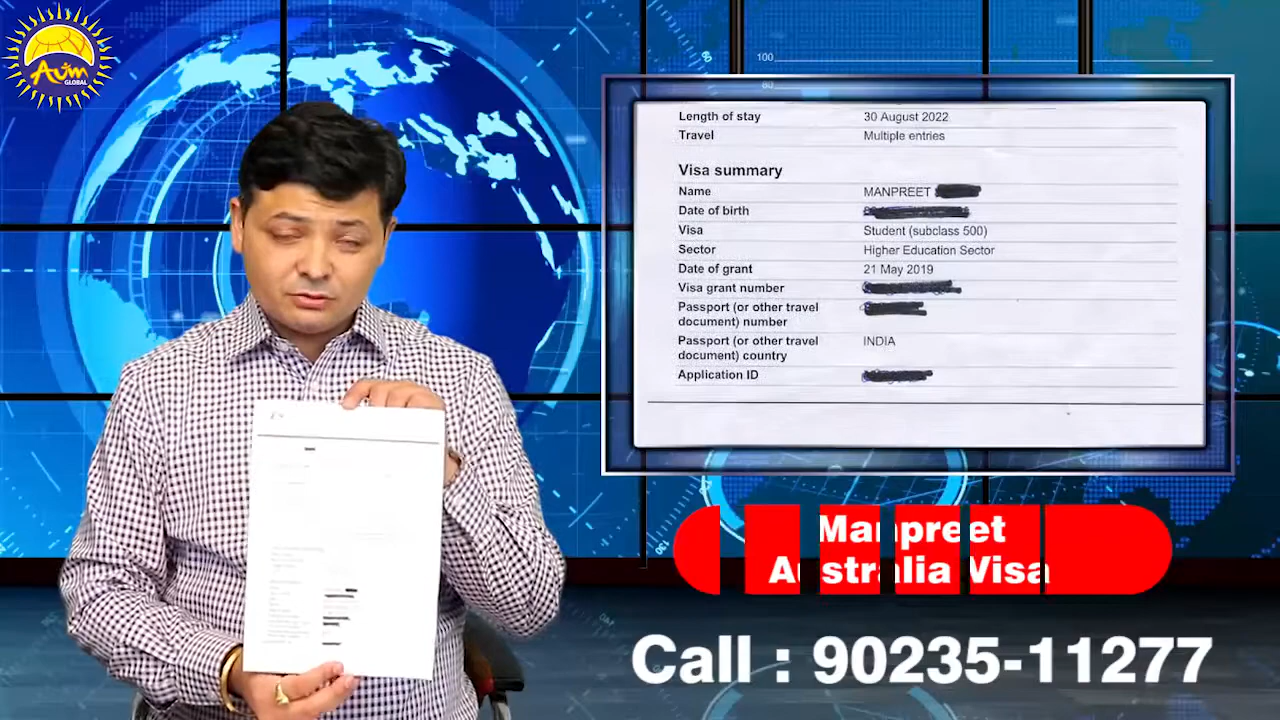 Aum
GLOBAL
100
80
Length of stay 30 August 2022
Travel Multiple entries
Visa summary
Name MANPREET
Date of birth
Visa Student (subclass 500)
Sector Higher Education Sector
Date of grant 21 May 2019
Visa grant number
Passport (or other travel
document) number
Passport (or other travel INDIA
document) country
Application ID
Manpreet
Australia Visa
Call : 90235-11277